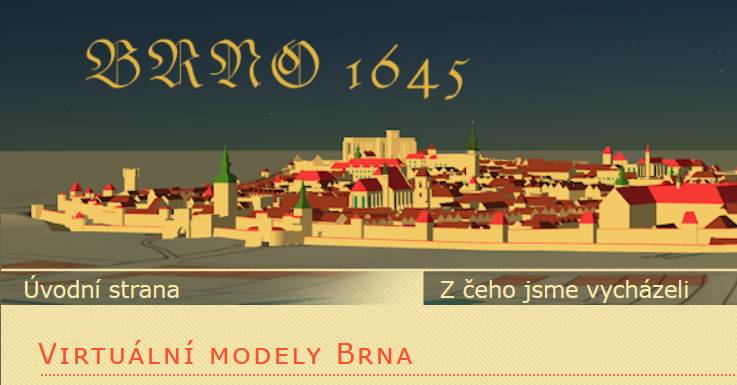 BRNO 1645
Úvodní strana
Z čeho jsme vycházeli
Virtuální modely Brna